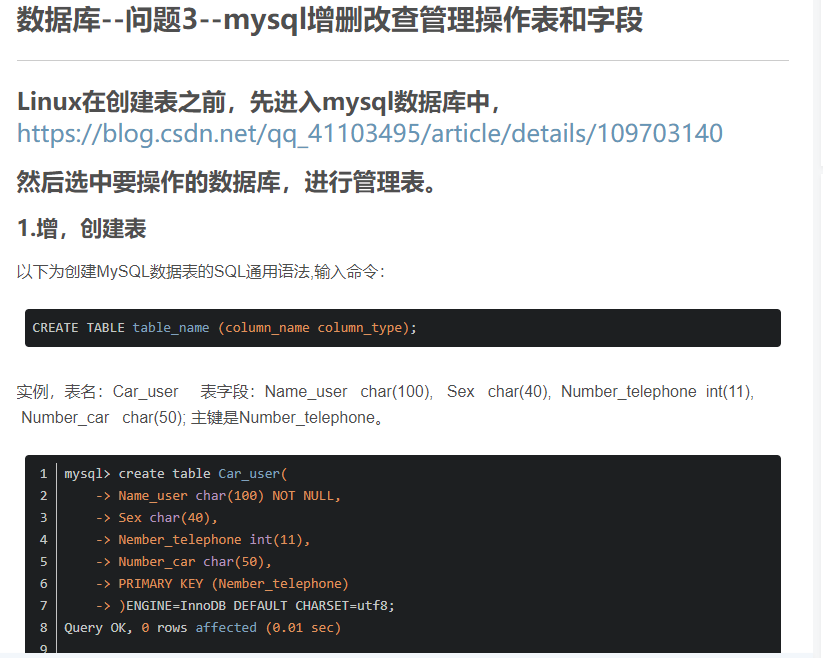 数据库--问题3--mysql增删改查管理操作表和字段
Linux在创建表之前，先进入mysql数据库中，
https://blog.csdn.net/qq_41103495/article/details/109703140
然后选中要操作的数据库，进行管理表。
1.增，创建表
以下为创建MySQL数据表的SQL通用语法,输入命令：
CREATE TABLE table_name (column_name column_type);
实例，表名：Car_user 表字段：Name_user char(100), Sex char(40), Number_telephone int(11),
Number_car char(50); 主键是Number_telephone。
1 mysql> create table Car_user(
2 -> Name_user char(100) NOT NULL,
3 -> Sex char(40),
4 -> Nember_telephone int(11),
5 -> Number_car char(50),
6 -> PRIMARY KEY (Nember_telephone)
7 -> )ENGINE=InnoDB DEFAULT CHARSET=utf8;
8 Query OK, 0 rows affected (0.01 sec)
9